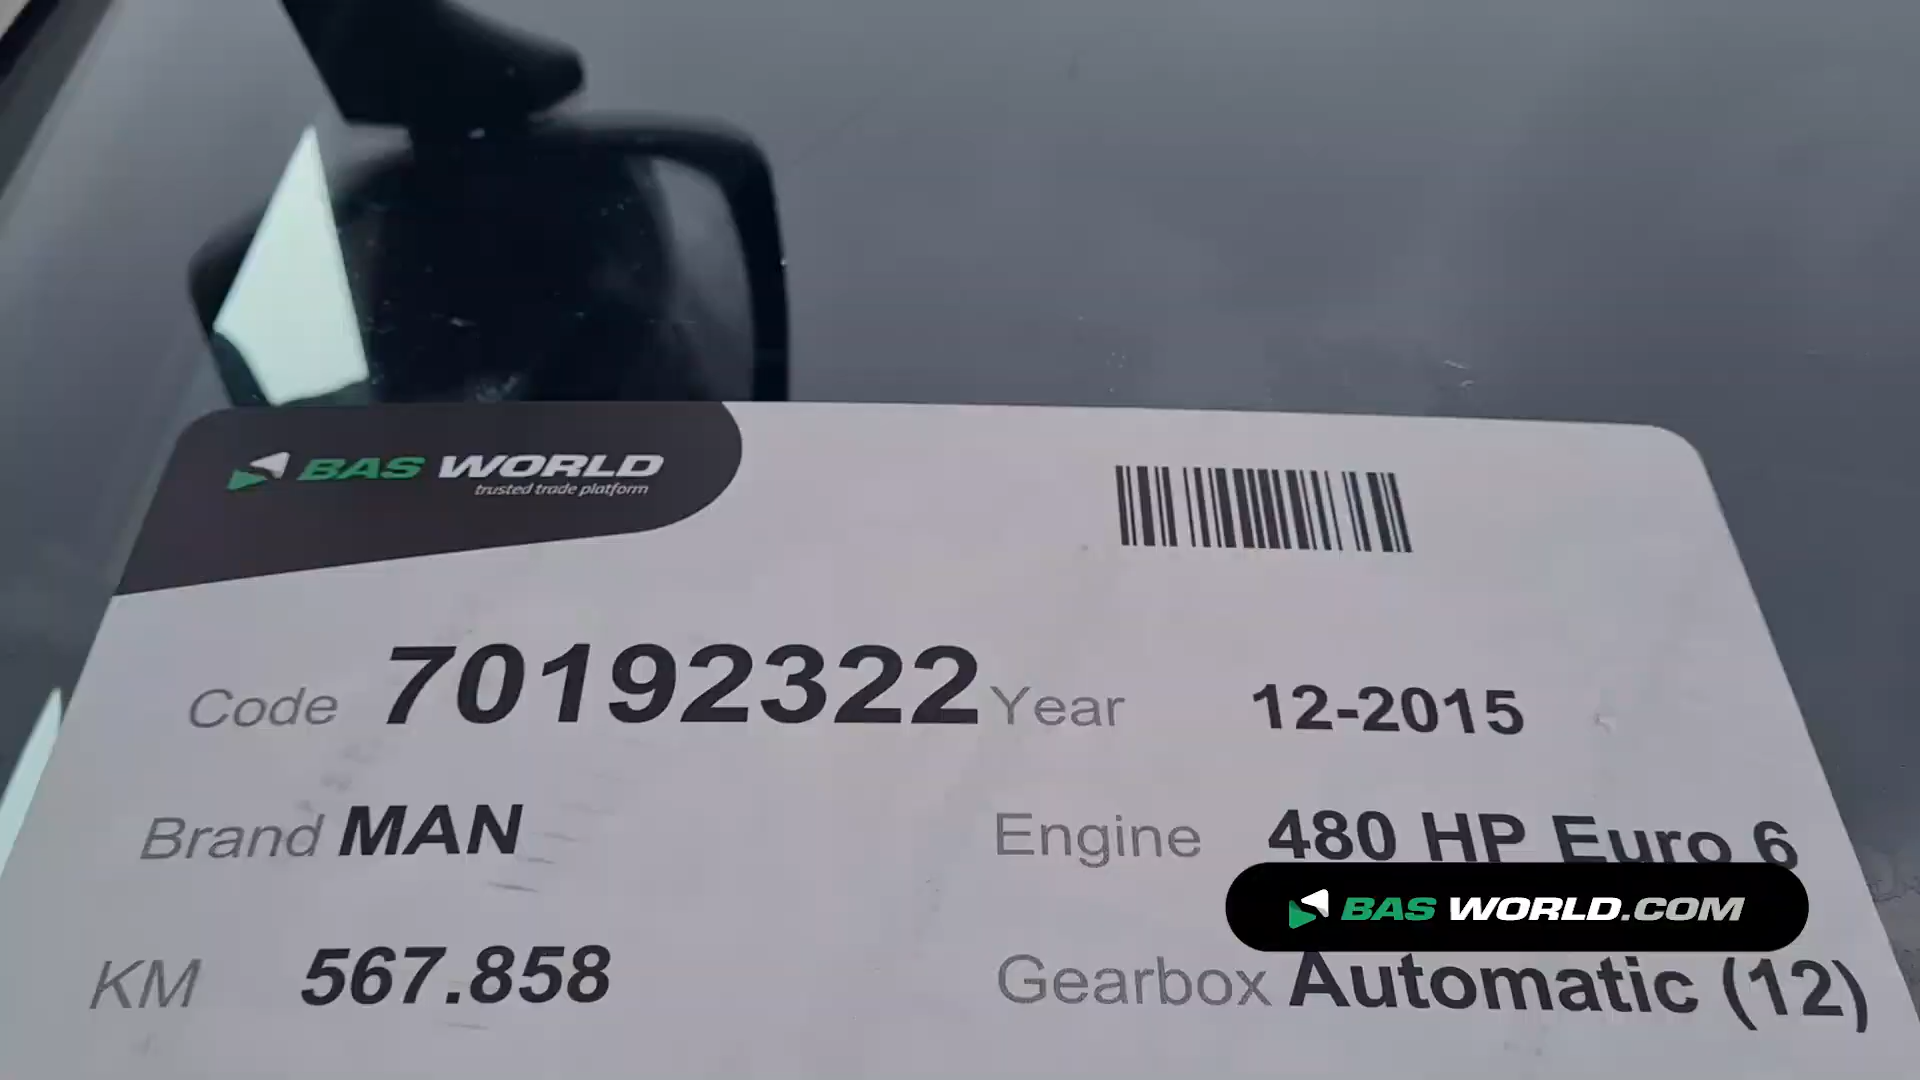 BAS WORLD
trusted trade platform
Code 70192322 Year 12-2015
Brand MAN Engine 480 HP Euro 6
BAS WORLD.COM
KM 567.858 Gearbox Automatic (12)